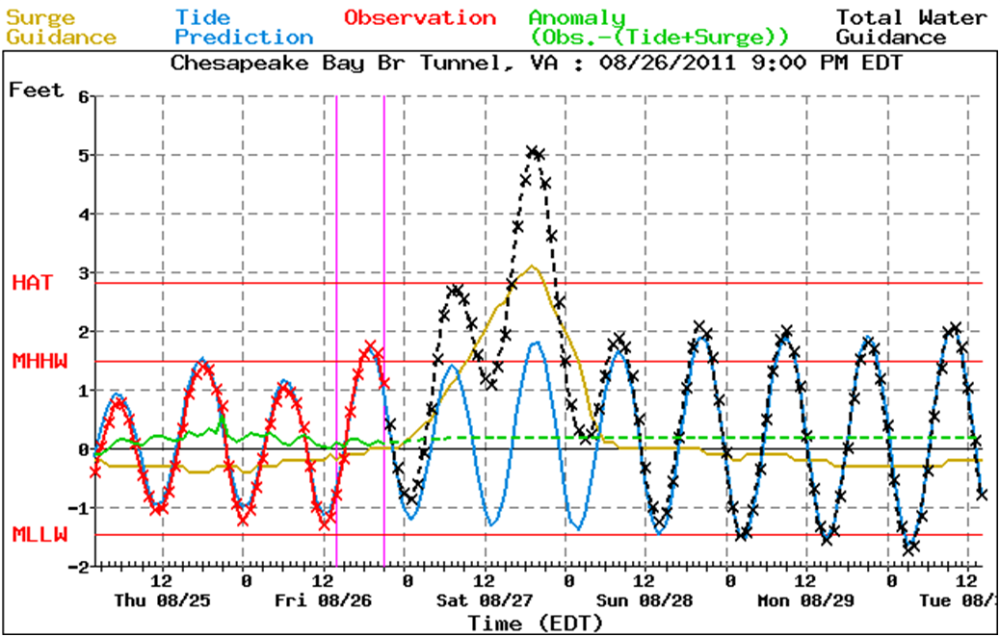 Surge Tide Observation Anomaly Total Water
Guidance Prediction (Obs.-(Tide+Surge)) Guidance
Chesapeake Bay Br Tunnel, VA : 08/26/2011 9:00 PM EDT
Feet
6
5
4
3
HAT
2
MHHW
1
0
-1
MLLW
-2
12 0 12 0 12 0 12 0 12 0 12
Thu 08/25 Fri 08/26 Sat 08/27 Sun 08/28 Mon 08/29 Tue 08/
Time (EDT)